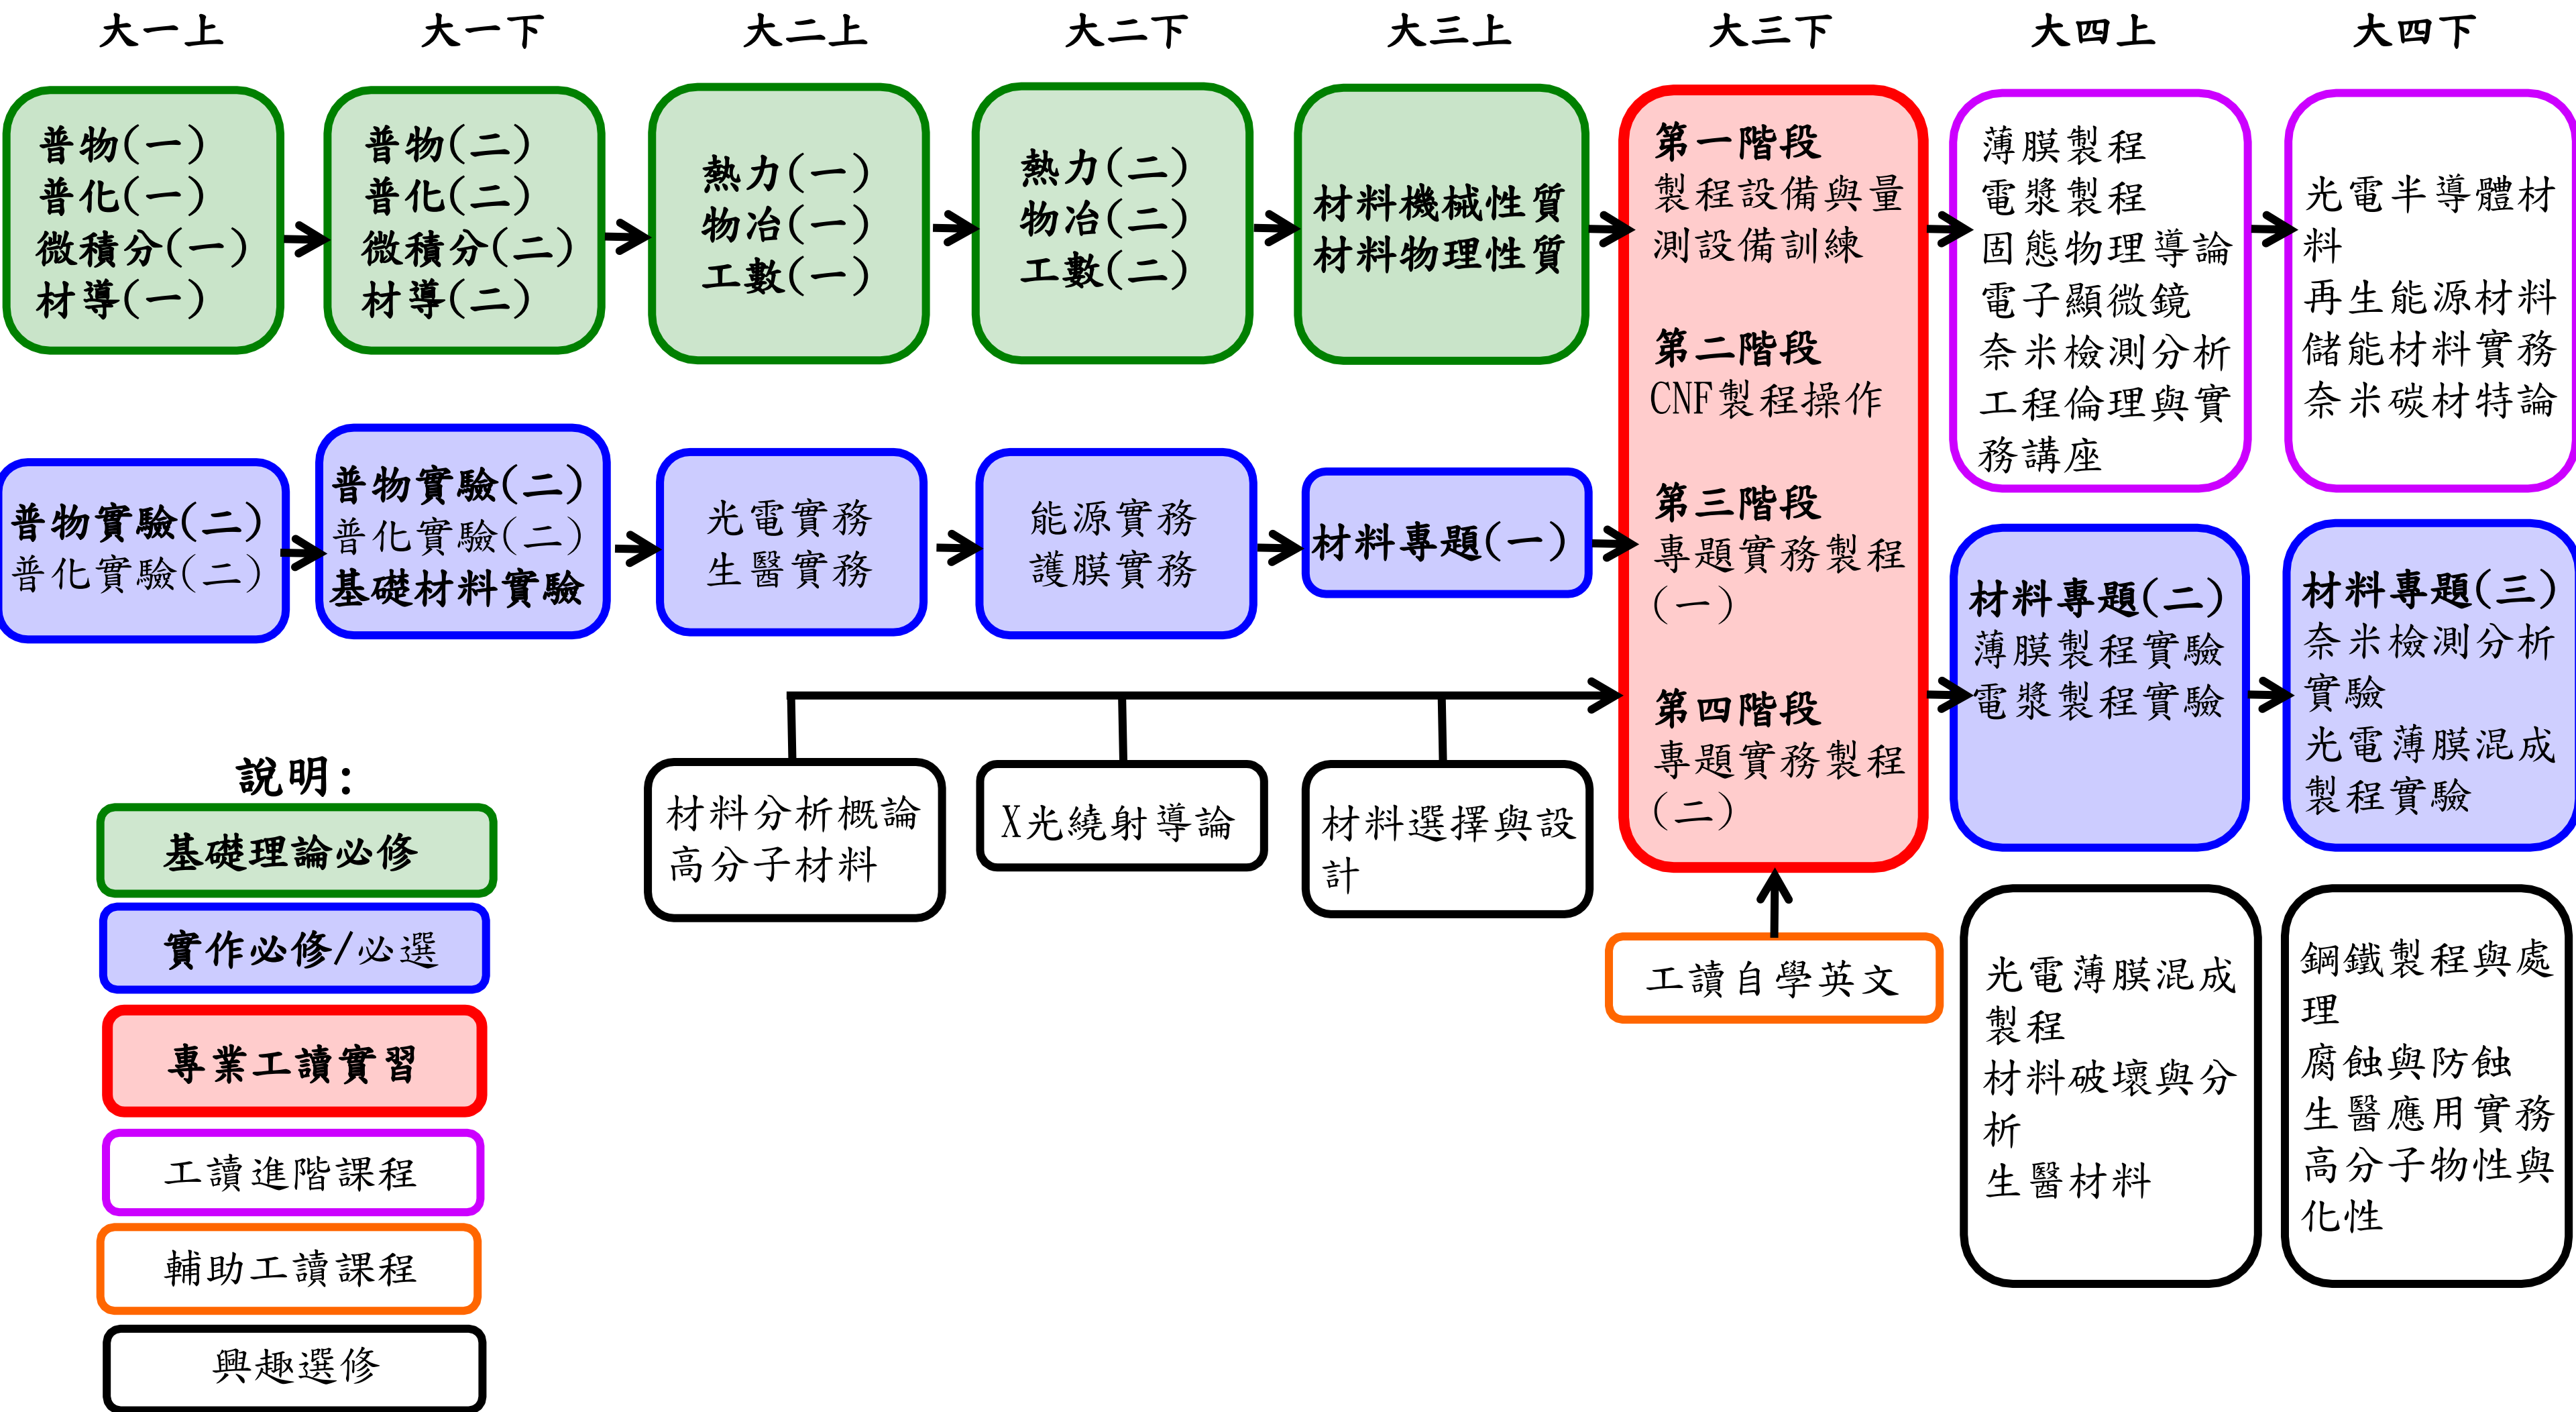 大一上
大一下
大二上
大二下
大三上
大三下
大四上
大四下
普物(一)
普化(一)
微積分(一)
材導(一)
普物(二)
普化(二)
微積分(二)
材導(二)
熱力(一)
物冶(一)
工數(一)
熱力(二)
物冶(二)
工數(二)
材料機械性質
材料物理性質
第一階段
製程設備與量
測設備訓練
第二階段
CNF製程操作
第三階段
專題實務製程
(一)
第四階段
專題實務製程
(二)
薄膜製程
電漿製程
固態物理導論
電子顯微鏡
奈米檢測分析
工程倫理與實
務講座
光電半導體材
料
再生能源材料
儲能材料實務
奈米碳材特論
普物實驗(二)
普化實驗(二)
普物實驗(二)
普化實驗(二)
基礎材料實驗
光電實務
生醫實務
能源實務
護膜實務
材料專題(一)
材料專題(二)
薄膜製程實驗
電漿製程實驗
材料專題(三)
奈米檢測分析
實驗
光電薄膜混成
製程實驗
材料分析概論
高分子材料
X光繞射導論
材料選擇與設
計
工讀自學英文
光電薄膜混成
製程
材料破壞與分
析
生醫材料
鋼鐵製程與處
理
腐蝕與防蝕
生醫應用實務
高分子物性與
化性
說明:
基礎理論必修
實作必修/必選
專業工讀實習
工讀進階課程
輔助工讀課程
興趣選修